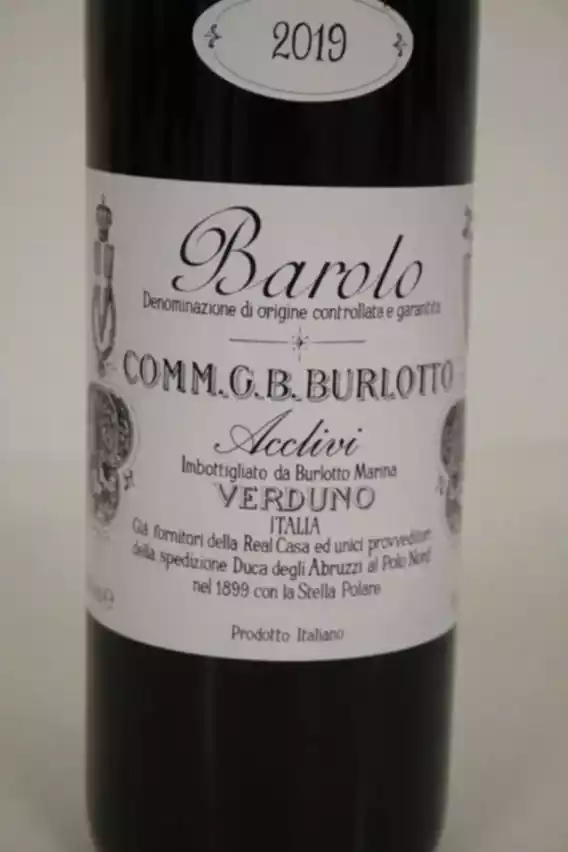 2019
Barolo
Denominazione di origine controllata e garantita
COMM. G.B. BURLOTTO
Acclivi
Imbottigliato da Burlotto Marina
VERDUNO
ITALIA
Già fornitori della Real Casa ed unici provveditori
della spedizione Duca degli Abruzzi al Polo Nord
nel 1899 con la Stella Polare
Prodotto Italiano